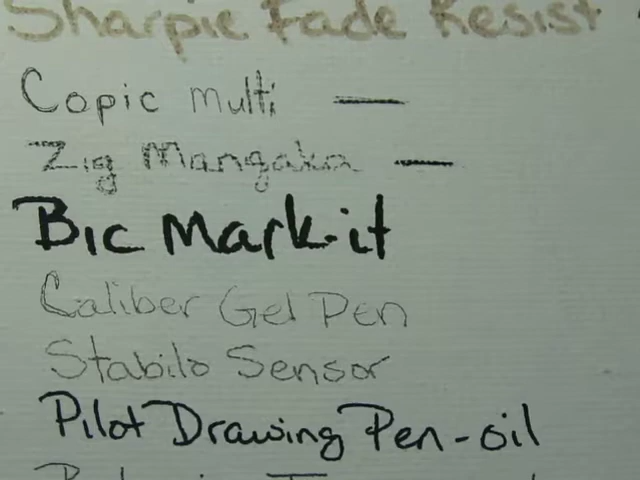 Sharpie Fade Resist
Copic Multi —
Zig Mangaka —
Bic Mark-it
Caliber Gel Pen
Stabilo Sensor
Pilot Drawing Pen-oil